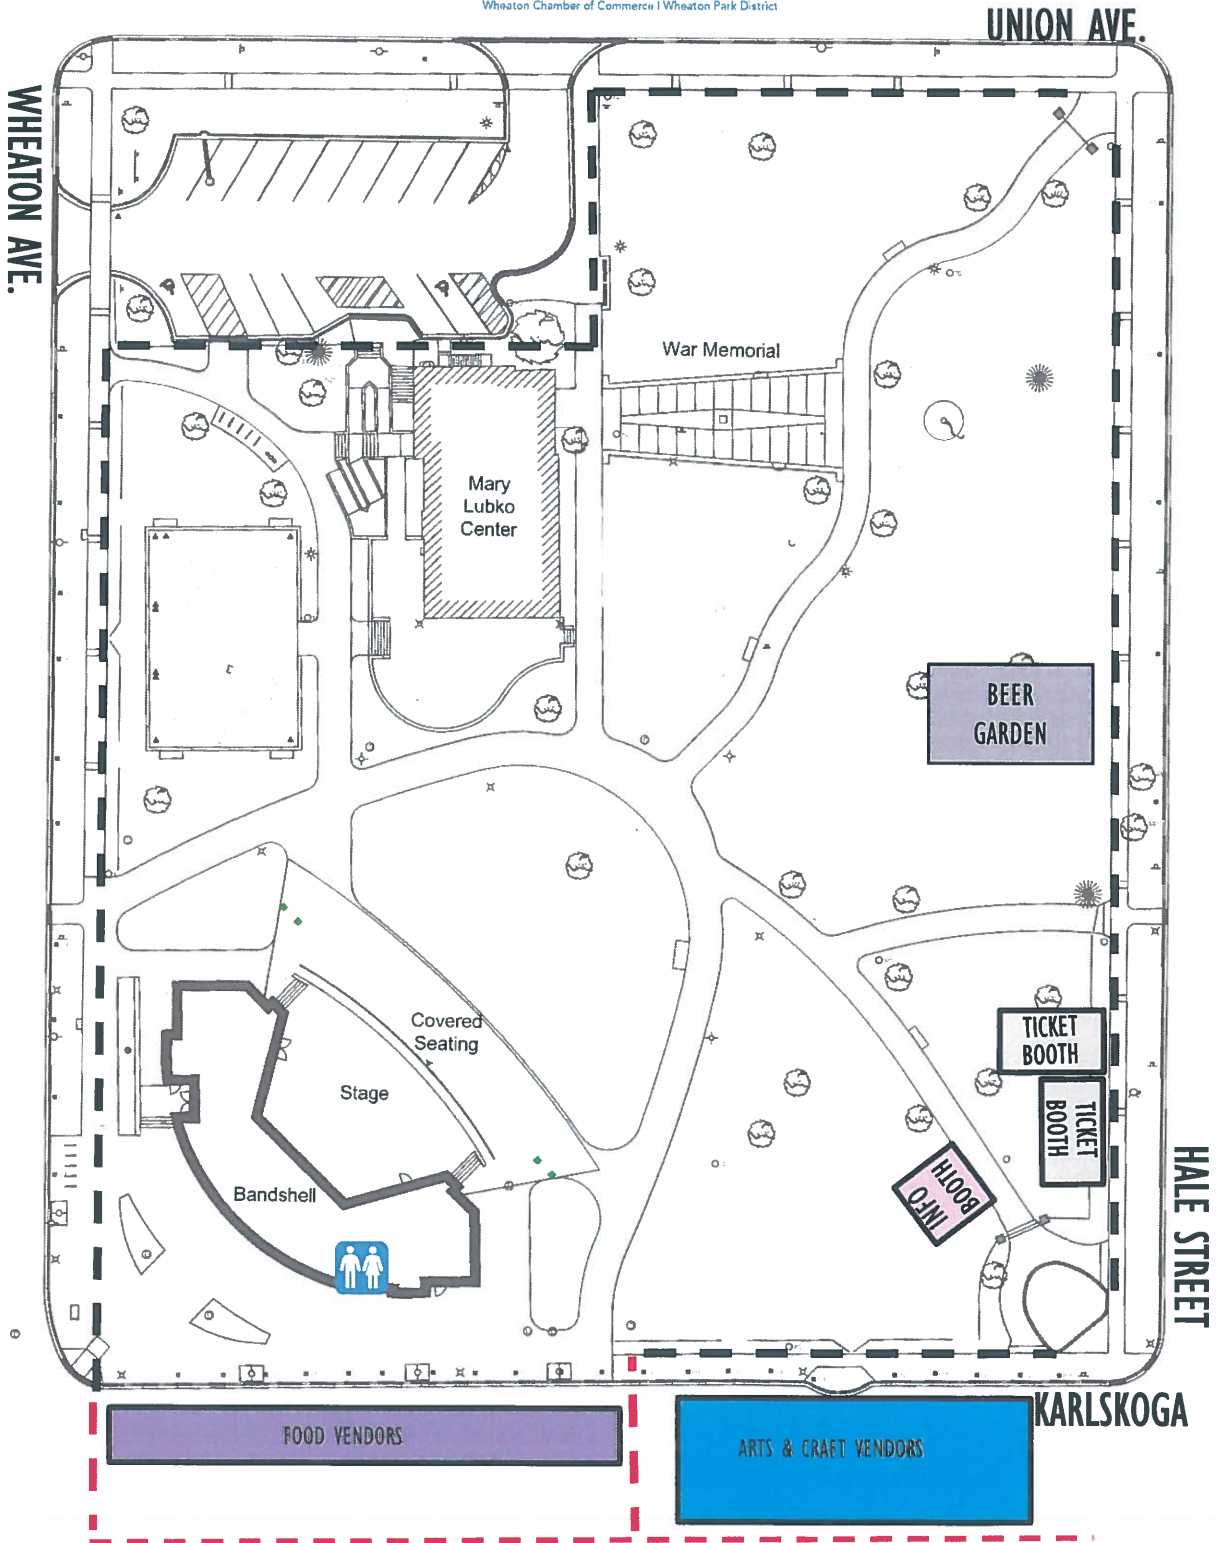 Wheaton Chamber of Commerce | Wheaton Park District
UNION AVE.
WHEATON AVE.
War Memorial
Mary
Lubko
Center
BEER
GARDEN
TICKET
BOOTH
TICKET
BOOTH
Covered
Seating
Stage
INFO
BOOTH
Bandshell
HALE STREET
KARLSKOGA
FOOD VENDORS
ARTS & CRAFT VENDORS